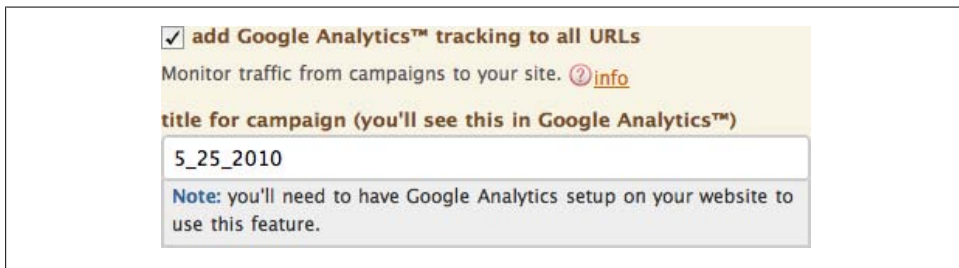 add Google Analytics™ tracking to all URLs
Monitor traffic from campaigns to your site. ? info
title for campaign (you'll see this in Google Analytics™)
5_25_2010
Note: you'll need to have Google Analytics setup on your website to
use this feature.